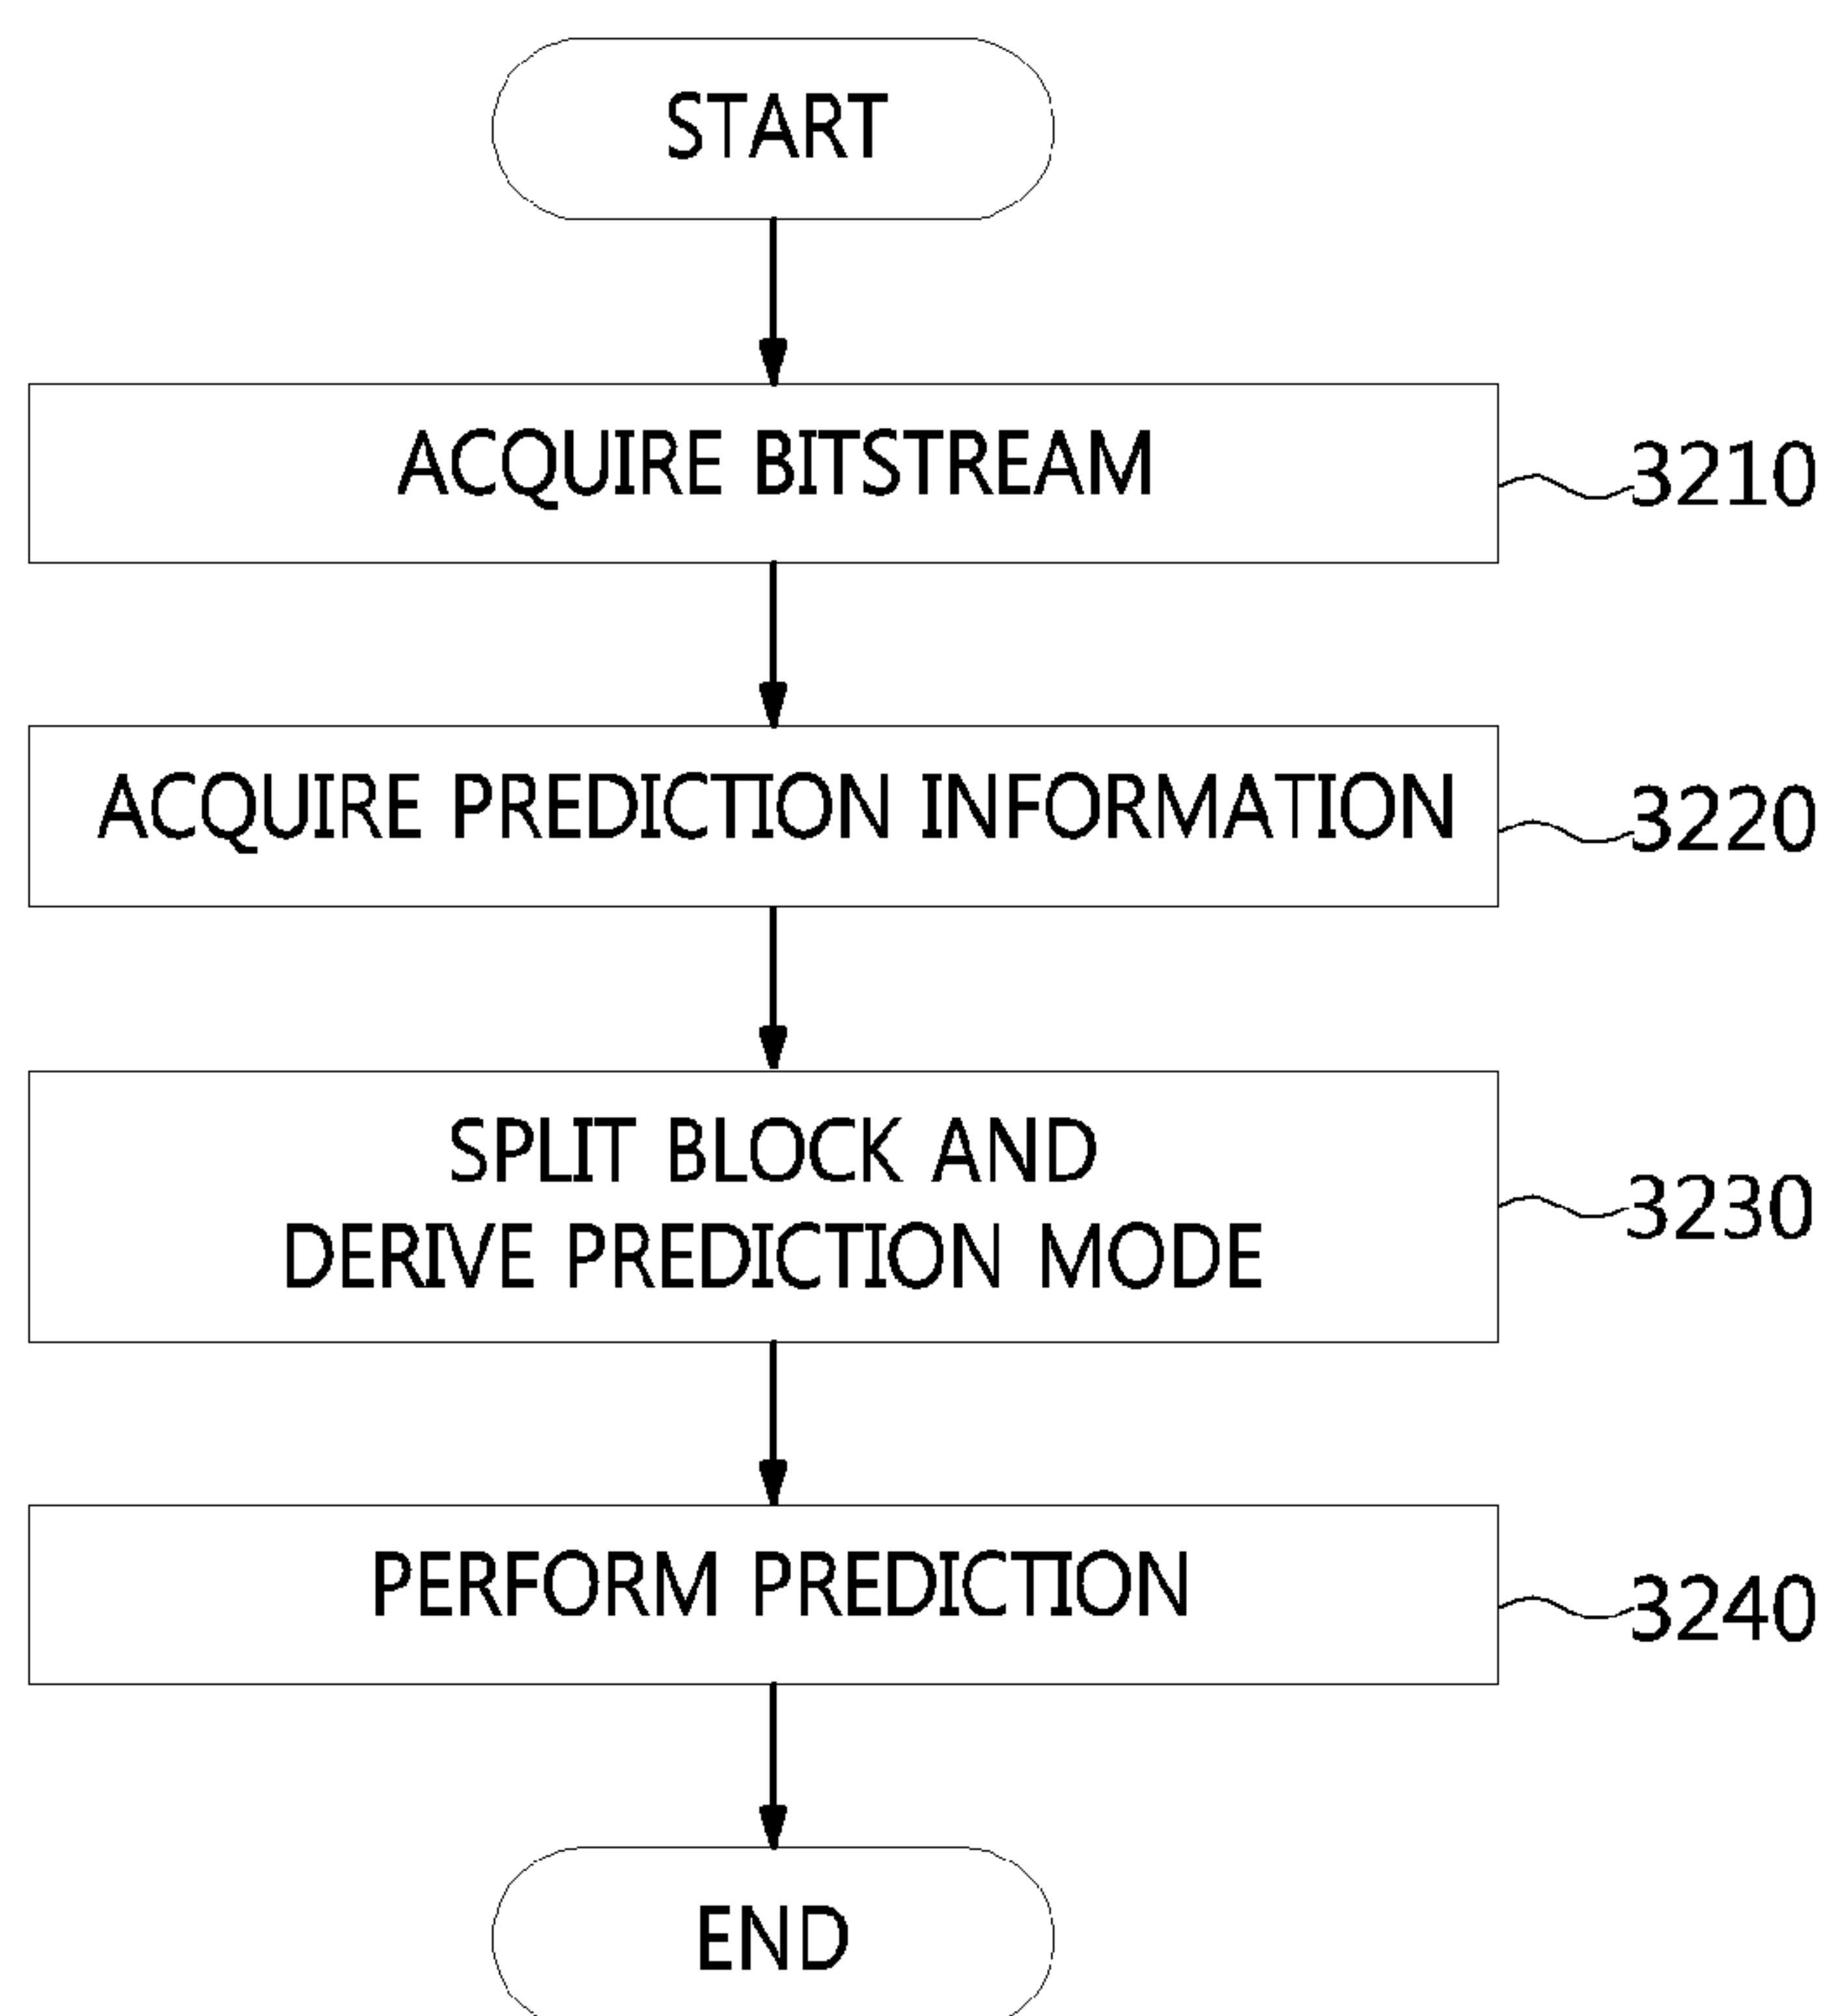 START
ACQUIRE BITSTREAM
3210
ACQUIRE PREDICTION INFORMATION
3220
SPLIT BLOCK AND
DERIVE PREDICTION MODE
3230
PERFORM PREDICTION
3240
END